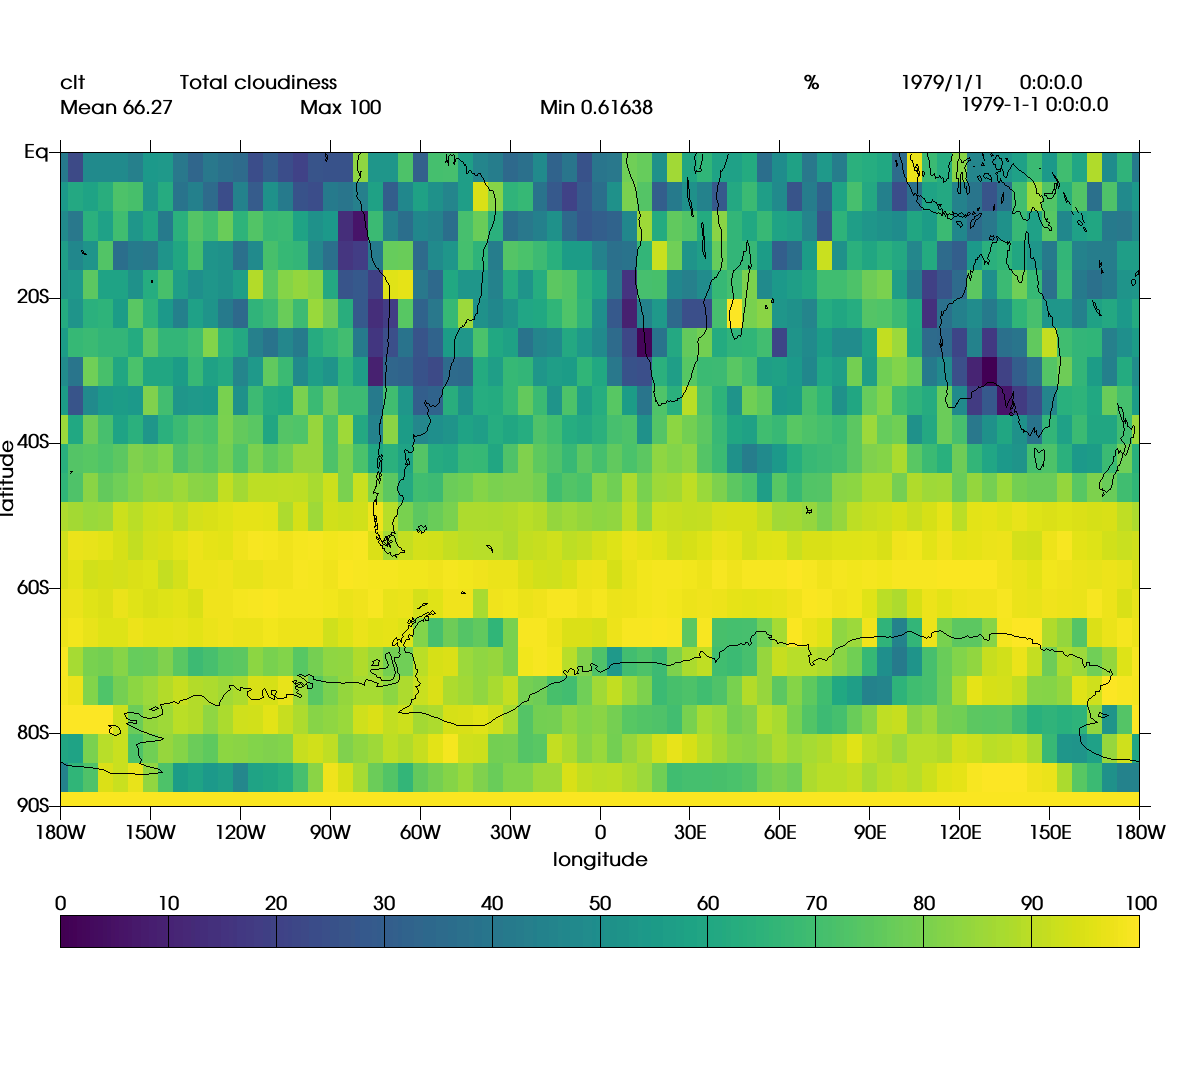 clt Total cloudiness % 1979/1/1 0:0:0.0
Mean 66.27 Max 100 Min 0.61638 1979-1-1 0:0:0.0
Eq
20S
40S
latitude
60S
80S
90S
180W 150W 120W 90W 60W 30W 0 30E 60E 90E 120E 150E 180W
longitude
0 10 20 30 40 50 60 70 80 90 100